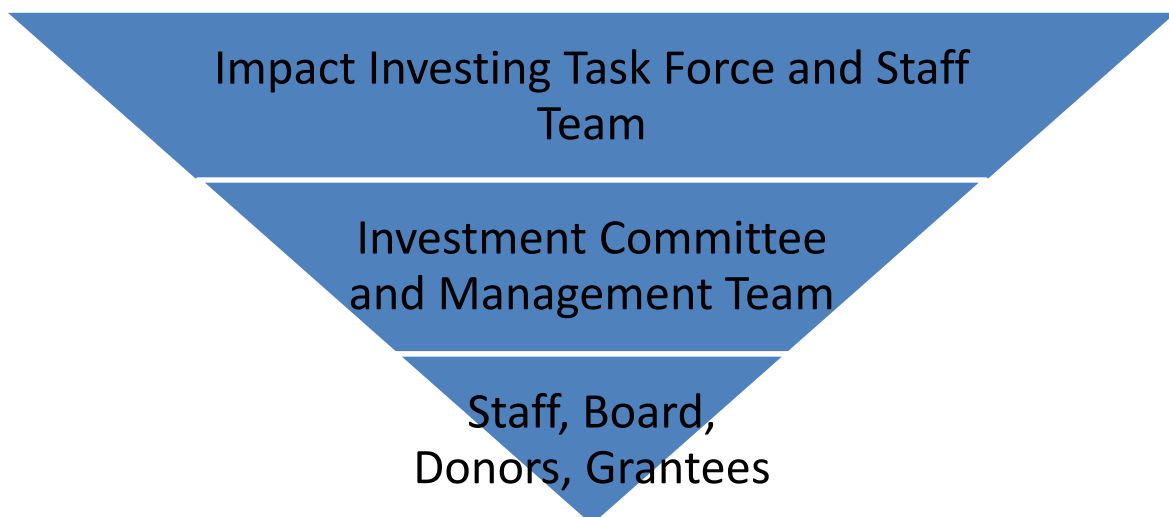 Impact Investing Task Force and Staff
Team
Investment Committee
and Management Team
Staff, Board,
Donors, Grantees